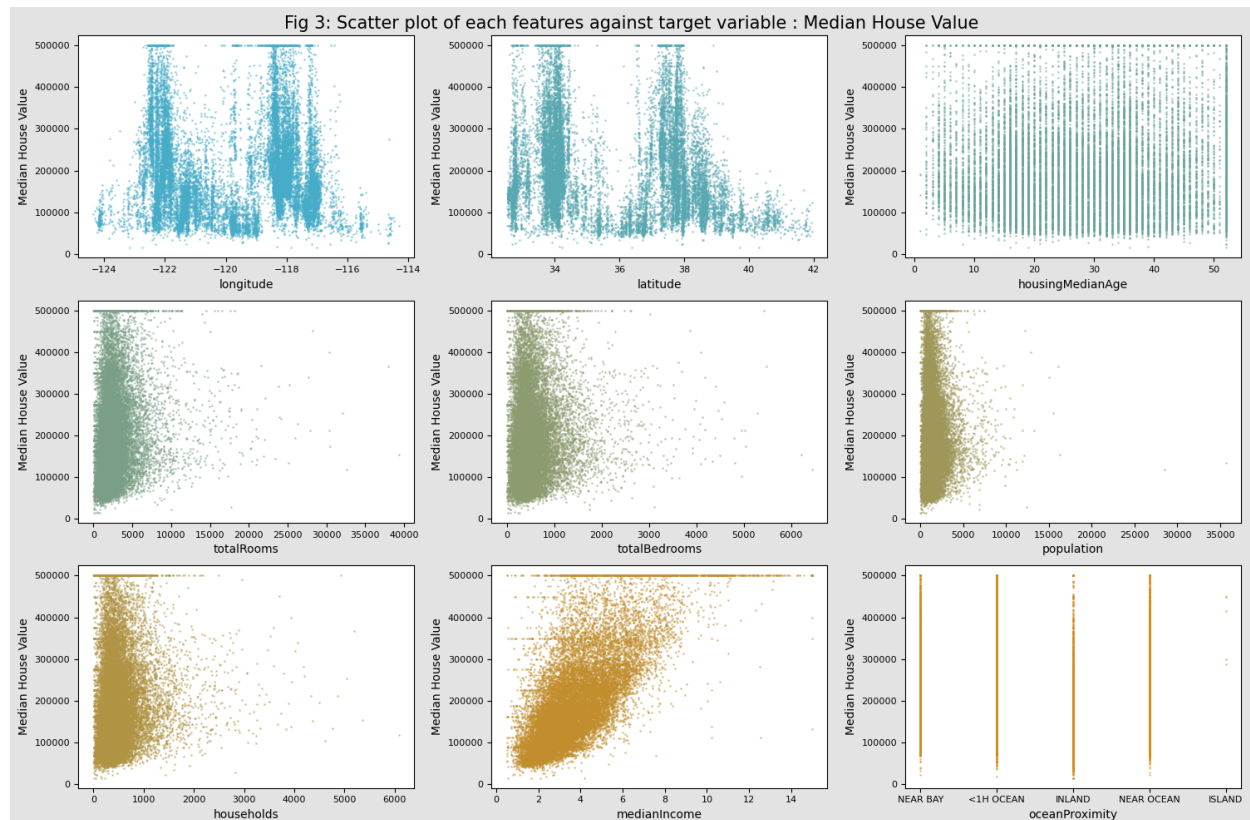 Fig 3: Scatter plot of each features against target variable : Median House Value
500000
400000
300000
200000
100000
0
Median House Value
−124 −122 −120 −118 −116 −114
longitude
500000
400000
300000
200000
100000
0
Median House Value
34 36 38 40 42
latitude
500000
400000
300000
200000
100000
0
Median House Value
0 10 20 30 40 50
housingMedianAge
500000
400000
300000
200000
100000
0
Median House Value
0 5000 10000 15000 20000 25000 30000 35000 40000
totalRooms
500000
400000
300000
200000
100000
0
Median House Value
0 1000 2000 3000 4000 5000 6000
totalBedrooms
500000
400000
300000
200000
100000
0
Median House Value
0 5000 10000 15000 20000 25000 30000 35000
population
500000
400000
300000
200000
100000
0
Median House Value
0 1000 2000 3000 4000 5000 6000
households
500000
400000
300000
200000
100000
0
Median House Value
0 2 4 6 8 10 12 14
medianIncome
500000
400000
300000
200000
100000
0
Median House Value
NEAR BAY <1H OCEAN INLAND NEAR OCEAN ISLAND
oceanProximity